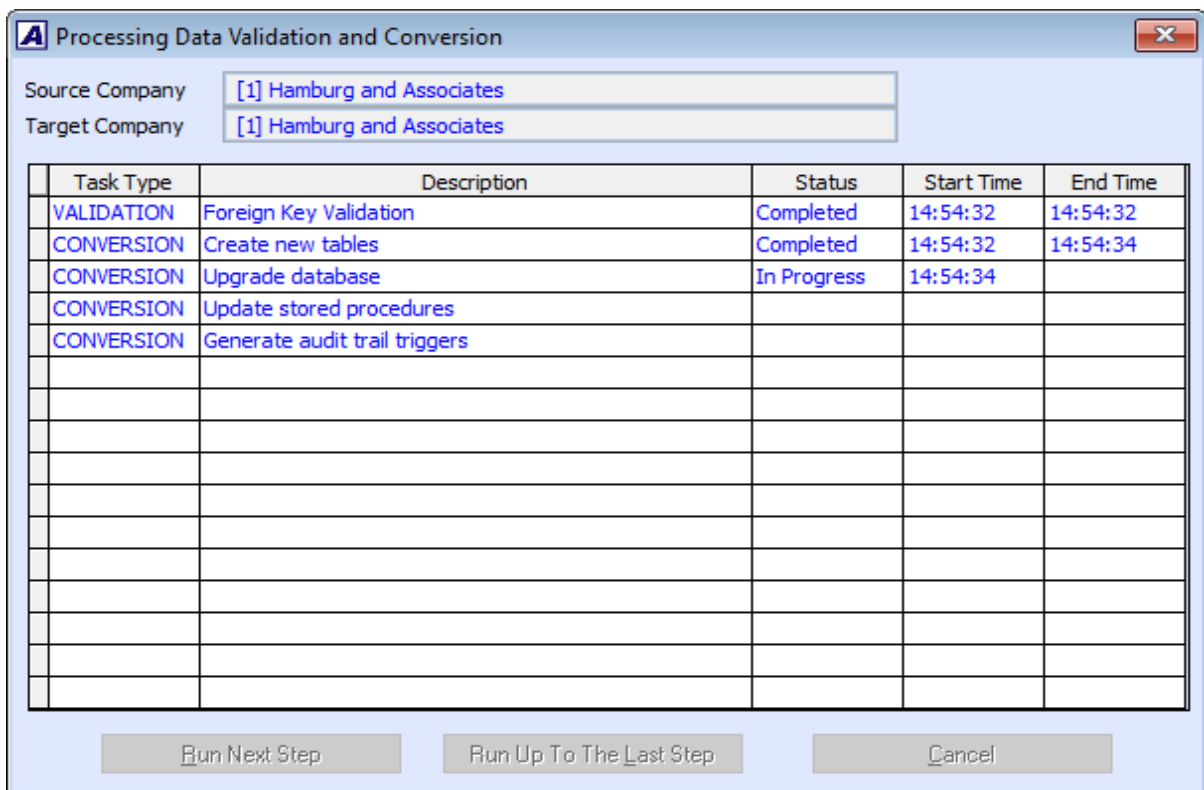 A Processing Data Validation and Conversion
Source Company [1] Hamburg and Associates
Target Company [1] Hamburg and Associates
Task Type Description Status Start Time End Time
VALIDATION Foreign Key Validation Completed 14:54:32 14:54:32
CONVERSION Create new tables Completed 14:54:32 14:54:34
CONVERSION Upgrade database In Progress 14:54:34
CONVERSION Update stored procedures
CONVERSION Generate audit trail triggers
Run Next Step Run Up To The Last Step Cancel